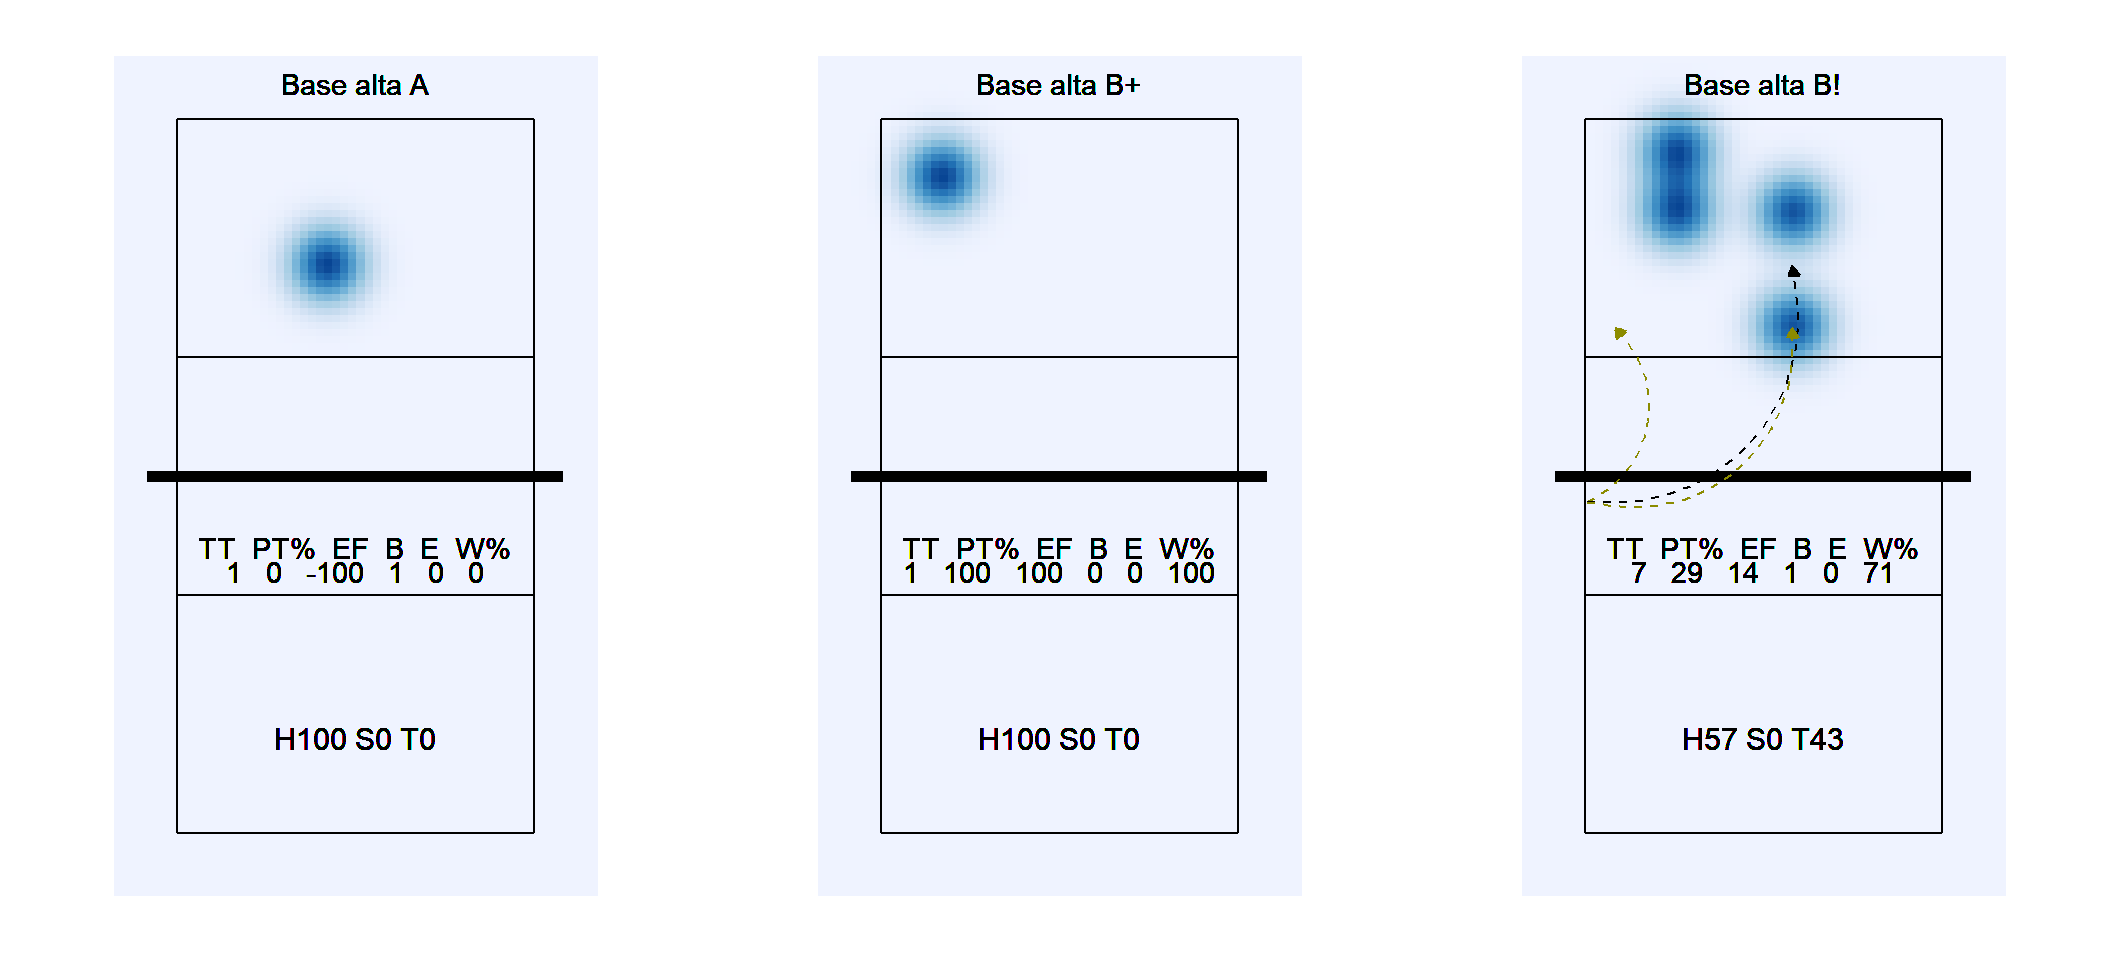 Base alta A
TT PT% EF B E W%
1 0 -100 1 0 0
H100 S0 T0
Base alta B+
TT PT% EF B E W%
1 100 100 0 0 100
H100 S0 T0
Base alta B!
TT PT% EF B E W%
7 29 14 1 0 71
H57 S0 T43